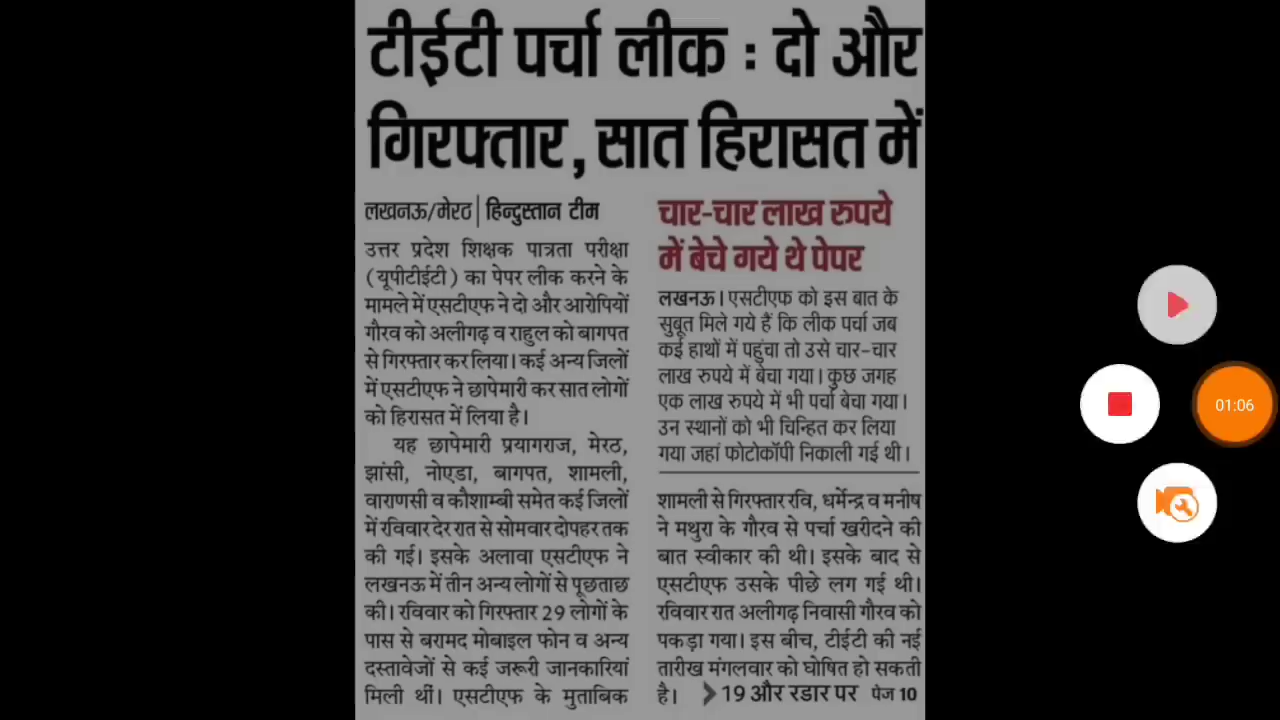 टीईटी पर्चा लीक : दो और
गिरफ्तार, सात हिरासत में
लखनऊ/मेरठ | हिन्दुस्तान टीम
उत्तर प्रदेश शिक्षक पात्रता परीक्षा
(यूपीटीईटी) का पेपर लीक करने के
मामले में एसटीएफ ने दो और आरोपियों
गौरव को अलीगढ़ व राहुल को बागपत
से गिरफ्तार कर लिया। कई अन्य जिलों
में एसटीएफ ने छापेमारी कर सात लोगों
को हिरासत में लिया है।
यह छापेमारी प्रयागराज, मेरठ,
झांसी, नोएडा, बागपत, शामली,
वाराणसी व कौशाम्बी समेत कई जिलों
में रविवार देर रात से सोमवार दोपहर तक
की गई। इसके अलावा एसटीएफ ने
लखनऊ में तीन अन्य लोगों से पूछताछ
की। रविवार को गिरफ्तार 29 लोगों के
पास से बरामद मोबाइल फोन व अन्य
दस्तावेजों से कई जरूरी जानकारियां
मिली थीं। एसटीएफ के मुताबिक
चार-चार लाख रुपये
में बेचे गये थे पेपर
लखनऊ। एसटीएफ को इस बात के
सुबूत मिले गये हैं कि लीक पर्चा जब
कई हाथों में पहुंचा तो उसे चार-चार
लाख रुपये में बेचा गया। कुछ जगह
एक लाख रुपये में भी पर्चा बेचा गया।
उन स्थानों को भी चिन्हित कर लिया
गया जहां फोटोकॉपी निकाली गई थी।
शामली से गिरफ्तार रवि, धर्मेन्द्र व मनीष
ने मथुरा के गौरव से पर्चा खरीदने की
बात स्वीकार की थी। इसके बाद से
एसटीएफ उसके पीछे लग गई थी।
रविवार रात अलीगढ़ निवासी गौरव को
पकड़ा गया। इस बीच, टीईटी की नई
तारीख मंगलवार को घोषित हो सकती
है। 19 और रडार पर पेज 10
01:06